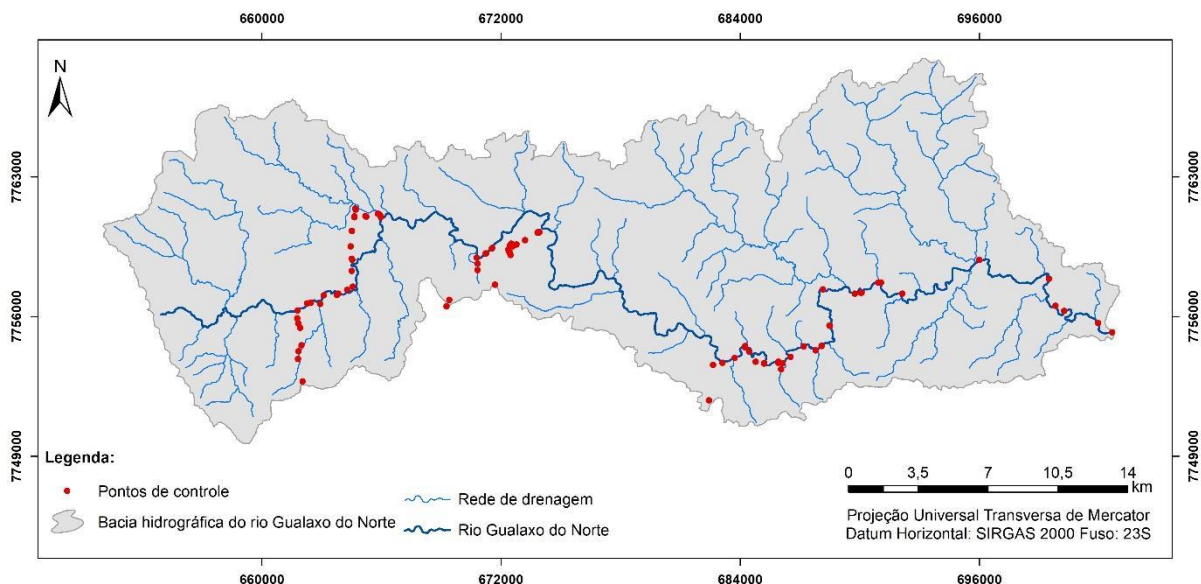 660000 672000 684000 696000
N
7763000 7763000
7756000 7756000
7749000 7749000
Legenda:
Pontos de controle
Bacia hidrográfica do rio Gualaxo do Norte
Rede de drenagem
Rio Gualaxo do Norte
0 3,5 7 10,5 14
km
Projeção Universal Transversa de Mercator
Datum Horizontal: SIRGAS 2000 Fuso: 23S
660000 672000 684000 696000